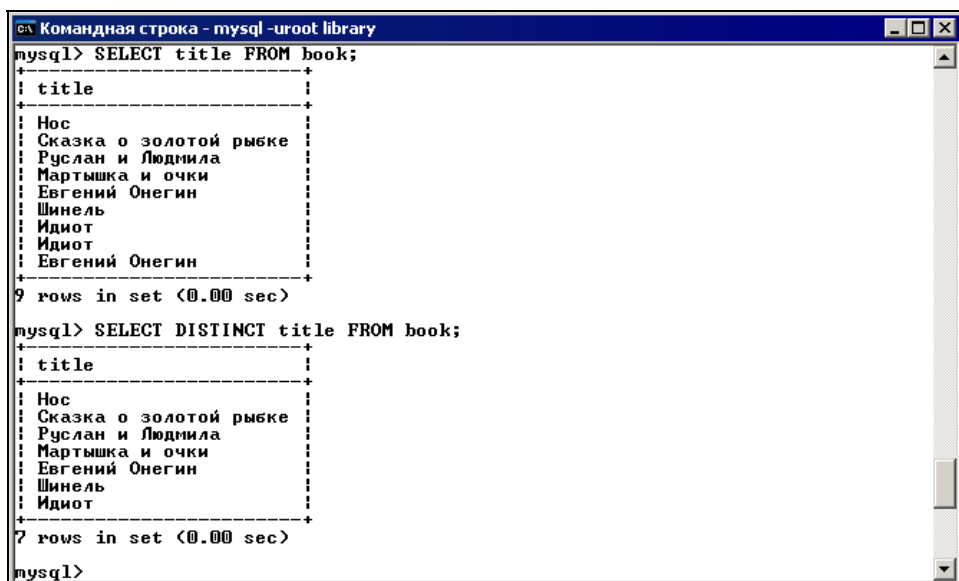 Командная строка - mysql -uroot library
mysql> SELECT title FROM book;
+--------------------------+
| title                    |
+--------------------------+
| Нос                      |
| Сказка о золотой рыбке   |
| Руслан и Людмила         |
| Мартышка и очки          |
| Евгений Онегин           |
| Шинель                   |
| Идиот                    |
| Идиот                    |
| Евгений Онегин           |
+--------------------------+
9 rows in set (0.00 sec)
mysql> SELECT DISTINCT title FROM book;
+--------------------------+
| title                    |
+--------------------------+
| Нос                      |
| Сказка о золотой рыбке   |
| Руслан и Людмила         |
| Мартышка и очки          |
| Евгений Онегин           |
| Шинель                   |
| Идиот                    |
+--------------------------+
7 rows in set (0.00 sec)
mysql>